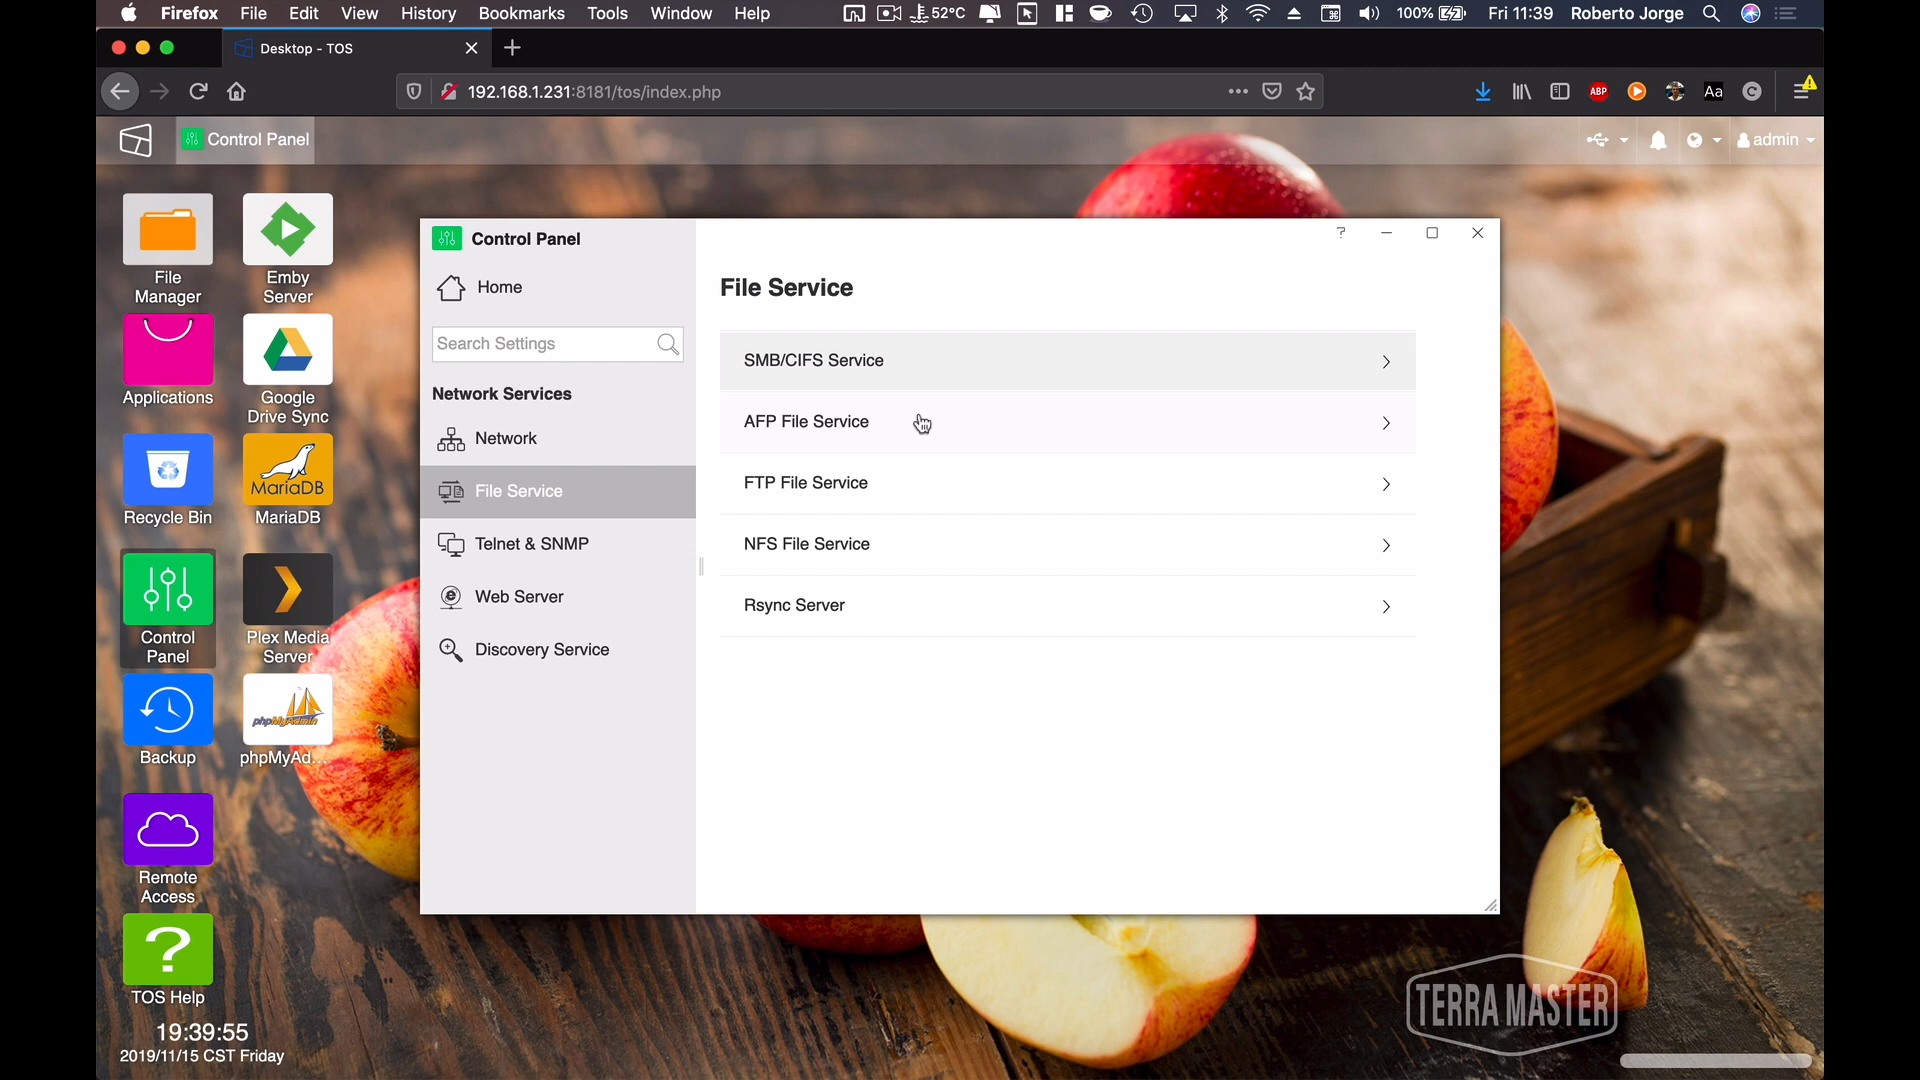 Firefox File Edit View History Bookmarks Tools Window Help 52°C 100% Fri 11:39 Roberto Jorge
Desktop - TOS
192.168.1.231:8181/tos/index.php
ABP
Aa
Control Panel
admin
File
Manager
Emby
Server
Applications
Google
Drive Sync
Recycle Bin
MariaDB
MariaDB
Control
Panel
Plex Media
Server
Backup
phpMyAdmin
phpMyAd...
Remote
Access
?
TOS Help
19:39:55
2019/11/15 CST Friday
Control Panel
Home
Search Settings
Network Services
Network
File Service
Telnet & SNMP
Web Server
Discovery Service
?
File Service
SMB/CIFS Service
AFP File Service
FTP File Service
NFS File Service
Rsync Server
TERRA MASTER